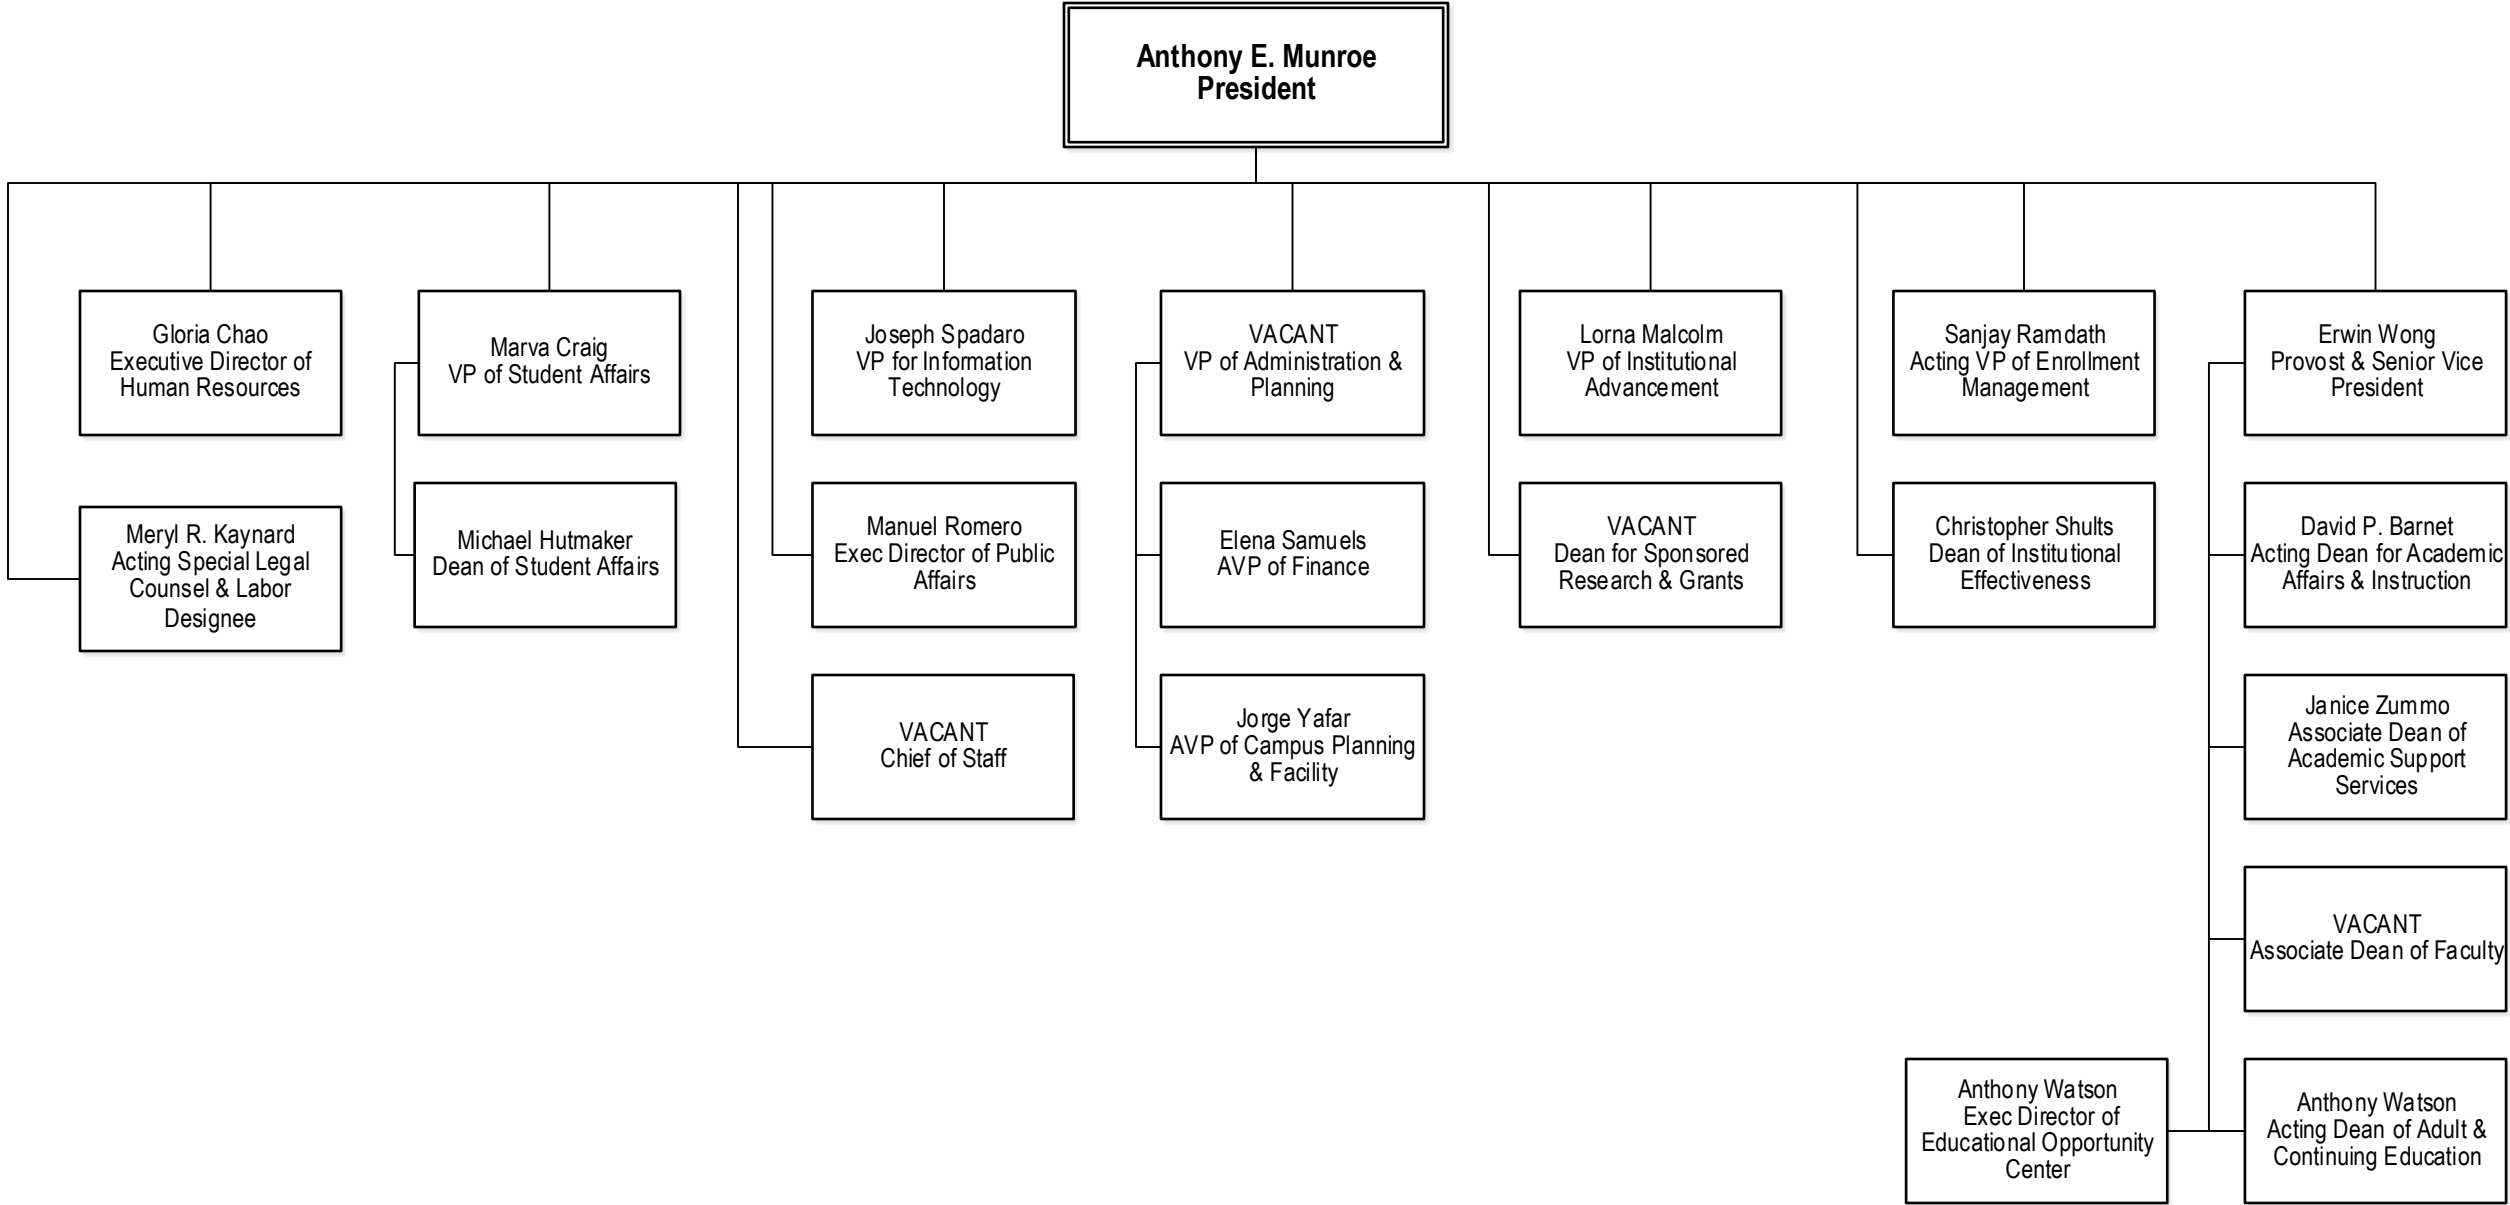 Anthony E. Munroe
President
Gloria Chao
Executive Director of
Human Resources
Marva Craig
VP of Student Affairs
Joseph Spadaro
VP for Information
Technology
VACANT
VP of Administration &
Planning
Lorna Malcolm
VP of Institutional
Advancement
Sanjay Ramdath
Acting VP of Enrollment
Management
Erwin Wong
Provost & Senior Vice
President
Meryl R. Kaynard
Acting Special Legal
Counsel & Labor
Designee
Michael Hutmaker
Dean of Student Affairs
Manuel Romero
Exec Director of Public
Affairs
Elena Samuels
AVP of Finance
VACANT
Dean for Sponsored
Research & Grants
Christopher Shults
Dean of Institutional
Effectiveness
David P. Barnet
Acting Dean for Academic
Affairs & Instruction
VACANT
Chief of Staff
Jorge Yafar
AVP of Campus Planning
& Facility
Janice Zummo
Associate Dean of
Academic Support
Services
VACANT
Associate Dean of Faculty
Anthony Watson
Exec Director of
Educational Opportunity
Center
Anthony Watson
Acting Dean of Adult &
Continuing Education